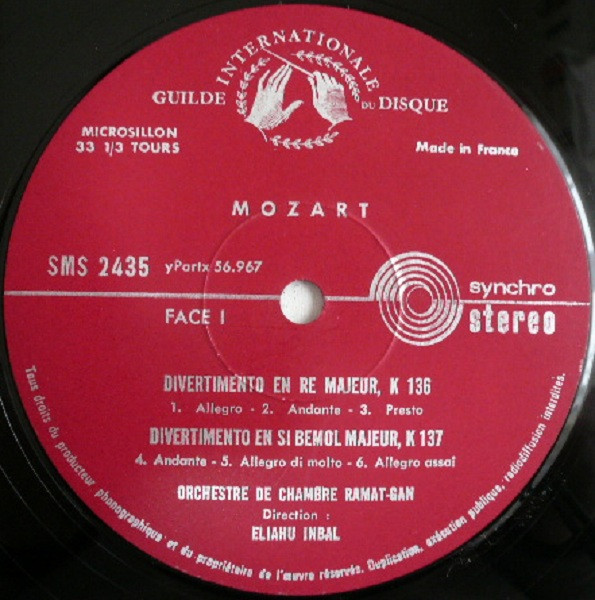 GUILDE INTERNATIONALE DU DISQUE
MICROSILLON
33 1/3 TOURS
Made in France
MOZART
SMS 2435 yPartx 56.967
synchro
stereo
FACE I
DIVERTIMENTO EN RE MAJEUR, K 136
1. Allegro - 2. Andante - 3. Presto
DIVERTIMENTO EN SI BEMOL MAJEUR, K 137
4. Andante - 5. Allegro di molto - 6. Allegro assai
ORCHESTRE DE CHAMBRE RAMAT-GAN
Direction :
ELIAHU INBAL
Tous droits du producteur phonographique et du propriétaire de l'œuvre réservés. Duplication, exécution publique, radiodiffusion interdites.